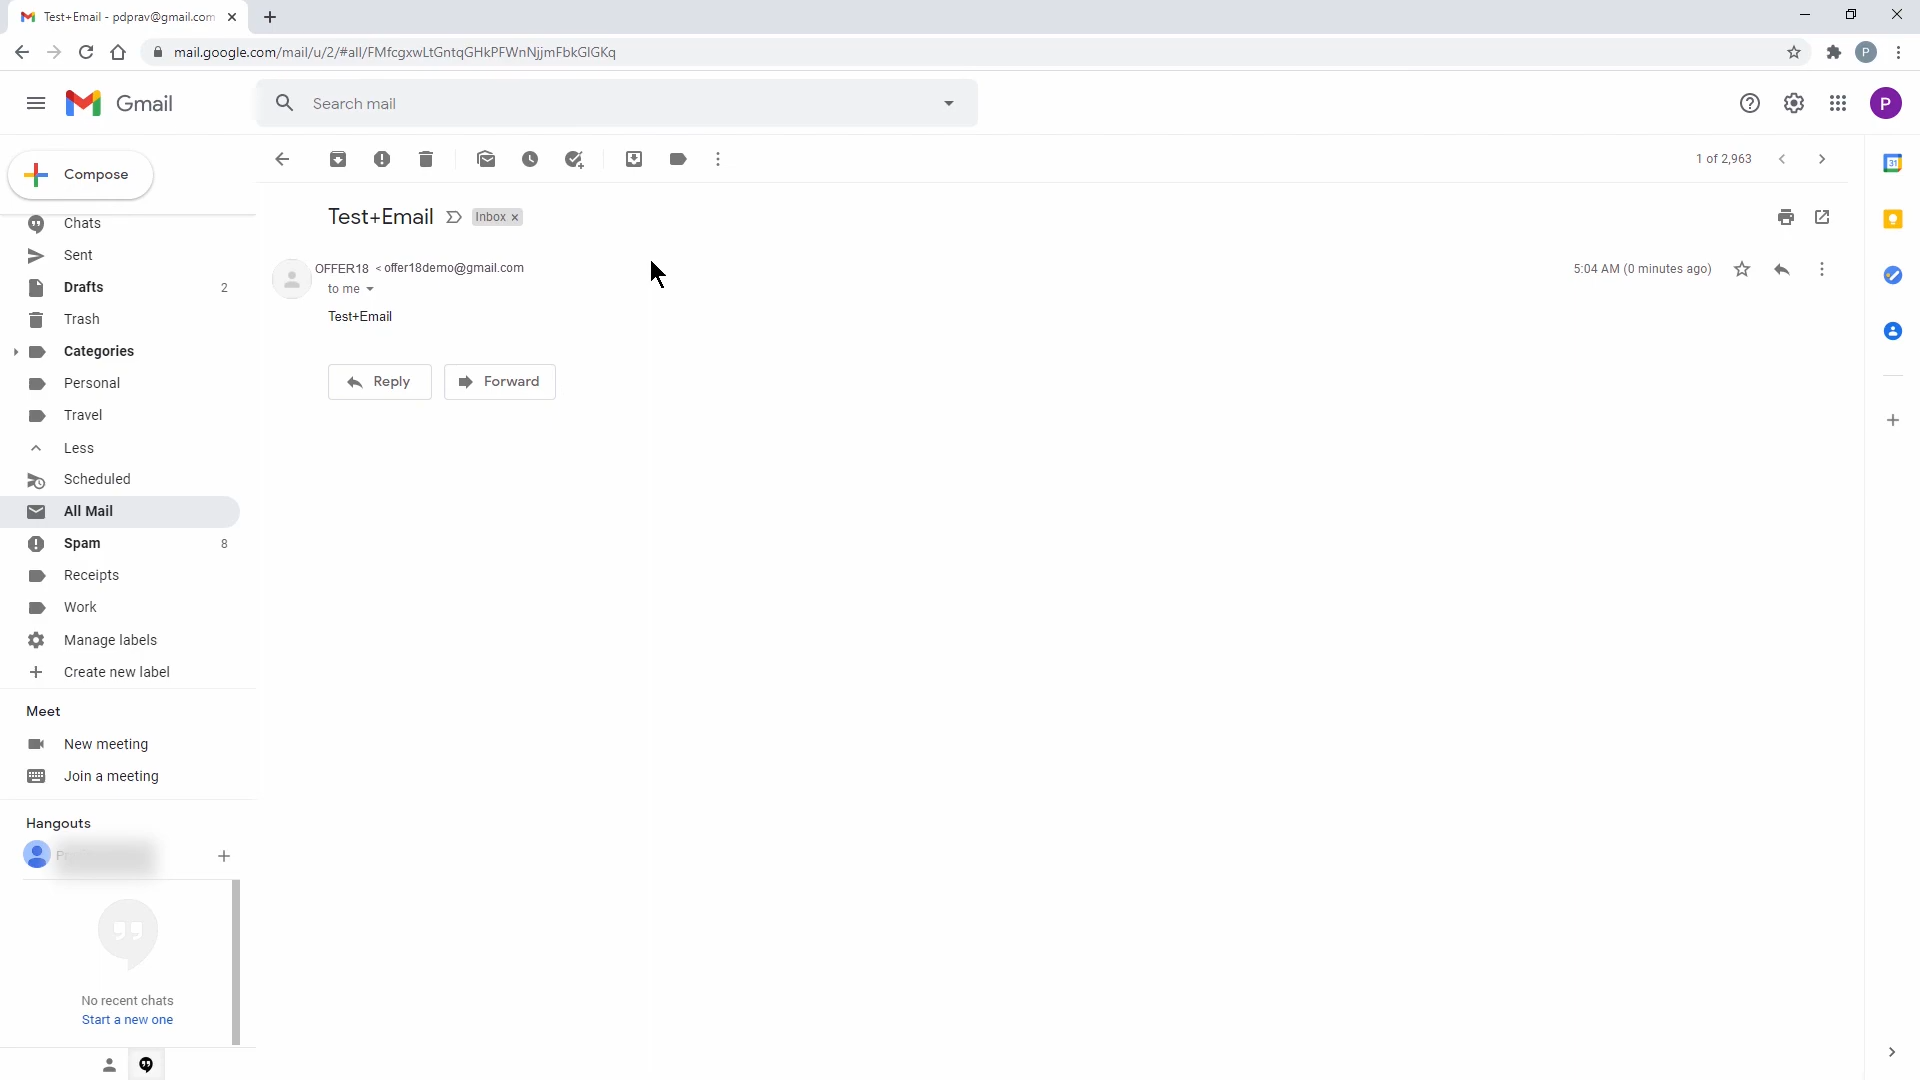 Test+Email - pdprav@gmail.com
mail.google.com/mail/u/2/#all/FMfcgxwLtGntqGHkPFWnNjjmFbkGlGKq
P
Gmail
Search mail
P
Compose
1 of 2,963
31
Chats
Sent
Drafts 2
Trash
Categories
Personal
Travel
Less
Scheduled
All Mail
Spam 8
Receipts
Work
Manage labels
Create new label
Meet
New meeting
Join a meeting
Hangouts
No recent chats
Start a new one
Test+Email Inbox ×
OFFER18 < offer18demo@gmail.com
5:04 AM (0 minutes ago)
to me
Test+Email
Reply Forward